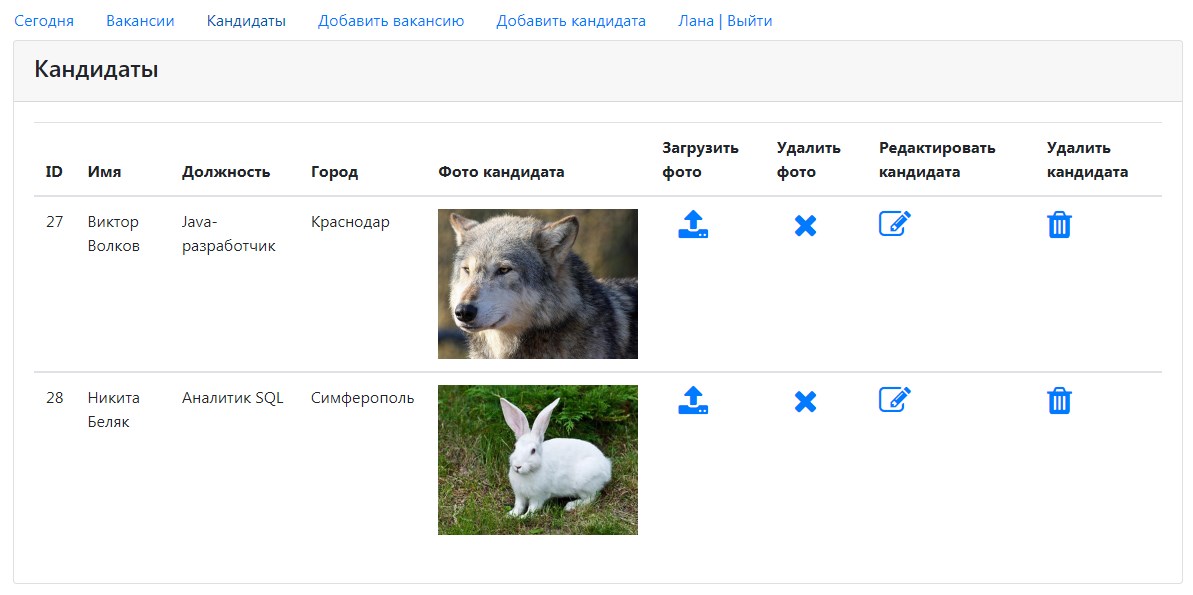 Сегодня Вакансии Кандидаты Добавить вакансию Добавить кандидата Лана | Выйти
Кандидаты
ID Имя Должность Город Фото кандидата Загрузить фото Удалить фото Редактировать кандидата Удалить кандидата
27 Виктор Волков Java-разработчик Краснодар
28 Никита Беляк Аналитик SQL Симферополь